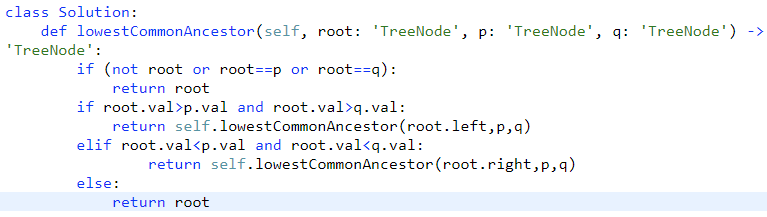 class Solution:
    def lowestCommonAncestor(self, root: 'TreeNode', p: 'TreeNode', q: 'TreeNode') ->
'TreeNode':
        if (not root or root==p or root==q):
            return root
        if root.val>p.val and root.val>q.val:
            return self.lowestCommonAncestor(root.left,p,q)
        elif root.val<p.val and root.val<q.val:
                return self.lowestCommonAncestor(root.right,p,q)
        else:
            return root